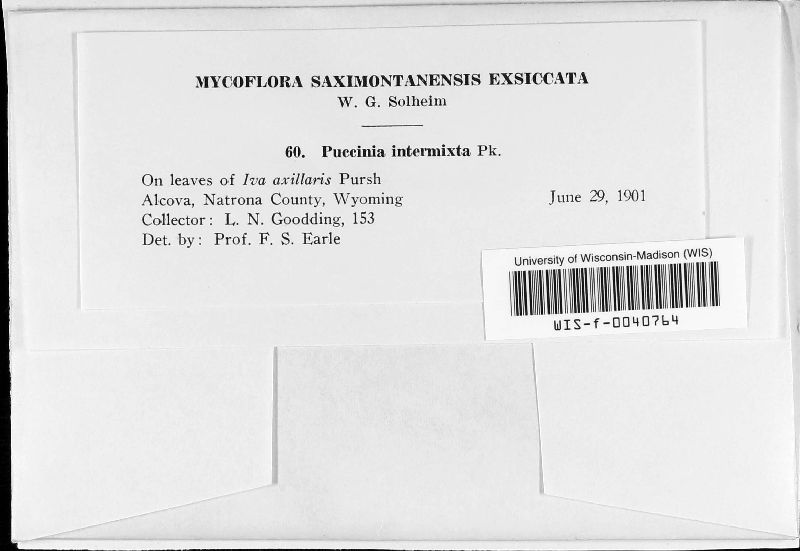 MYCOFLORA SAXIMONTANENSIS EXSICCATA
W. G. Solheim
60. Puccinia intermixta Pk.
On leaves of Iva axillaris Pursh
Alcova, Natrona County, Wyoming June 29, 1901
Collector: L. N. Goodding, 153
Det. by: Prof. F. S. Earle
University of Wisconsin-Madison (WIS)
WIS-f-0040764